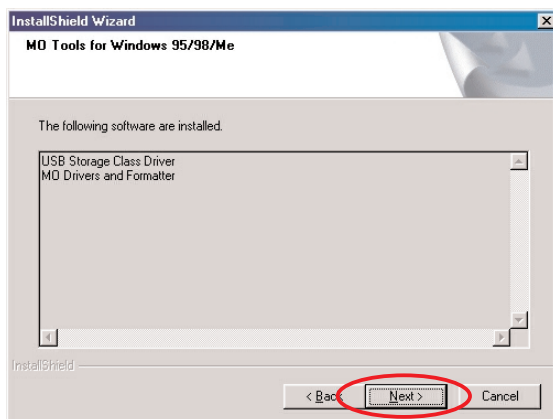 InstallShield Wizard
MO Tools for Windows 95/98/Me
The following software are installed.
USB Storage Class Driver
MO Drivers and Formatter
InstallShield
< Back
Next >
Cancel